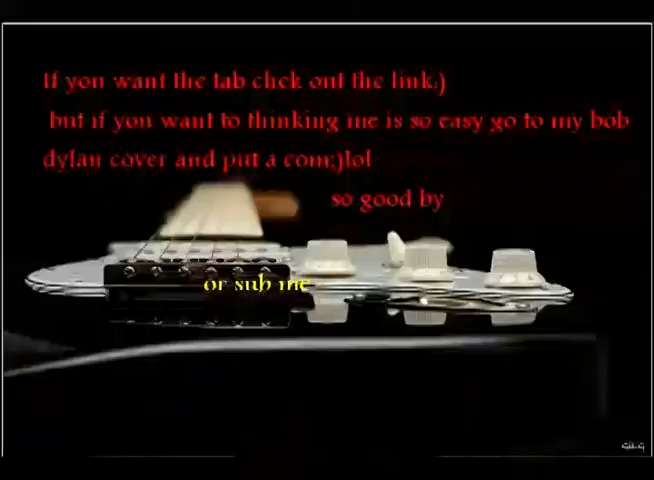 If you want the tab click out the link;)
but if you want to thinking me is so easy go to my bob
dylan cover and put a com;)lol
so good by
or sub me